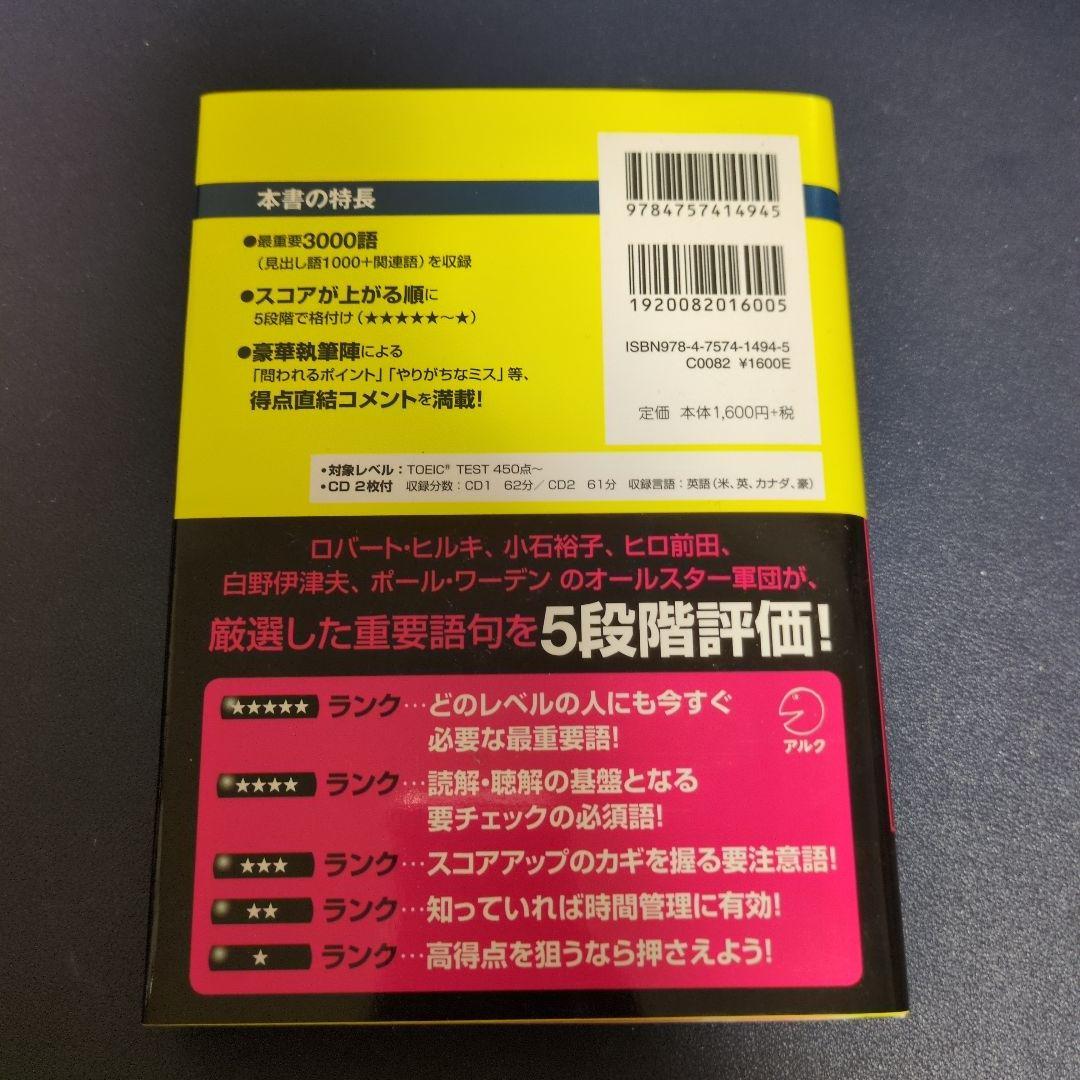 本書の特長
●最重要3000語
(見出し語1000+関連語)を収録
●スコアが上がる順に
5段階で格付け(★★★★★〜★)
●豪華執筆陣による
「問われるポイント」「やりがちなミス」等、
得点直結コメントを満載!
9784757414945
1920082016005
ISBN978-4-7574-1494-5
C0082 ¥1600E
定価 本体1,600円+税
・対象レベル:TOEIC® TEST 450点〜
・CD 2枚付 収録分数:CD1 62分/CD2 61分 収録言語:英語(米、英、カナダ、豪)
ロバート・ヒルキ、小石裕子、ヒロ前田、
白野伊津夫、ポール・ワーデン のオールスター軍団が、
厳選した重要語句を5段階評価!
★★★★★ ランク…どのレベルの人にも今すぐ
必要な最重要語!
アルク
★★★★ ランク…読解・聴解の基盤となる
要チェックの必須語!
★★★ ランク…スコアアップのカギを握る要注意語!
★★ ランク…知っていれば時間管理に有効!
★ ランク…高得点を狙うなら押さえよう!